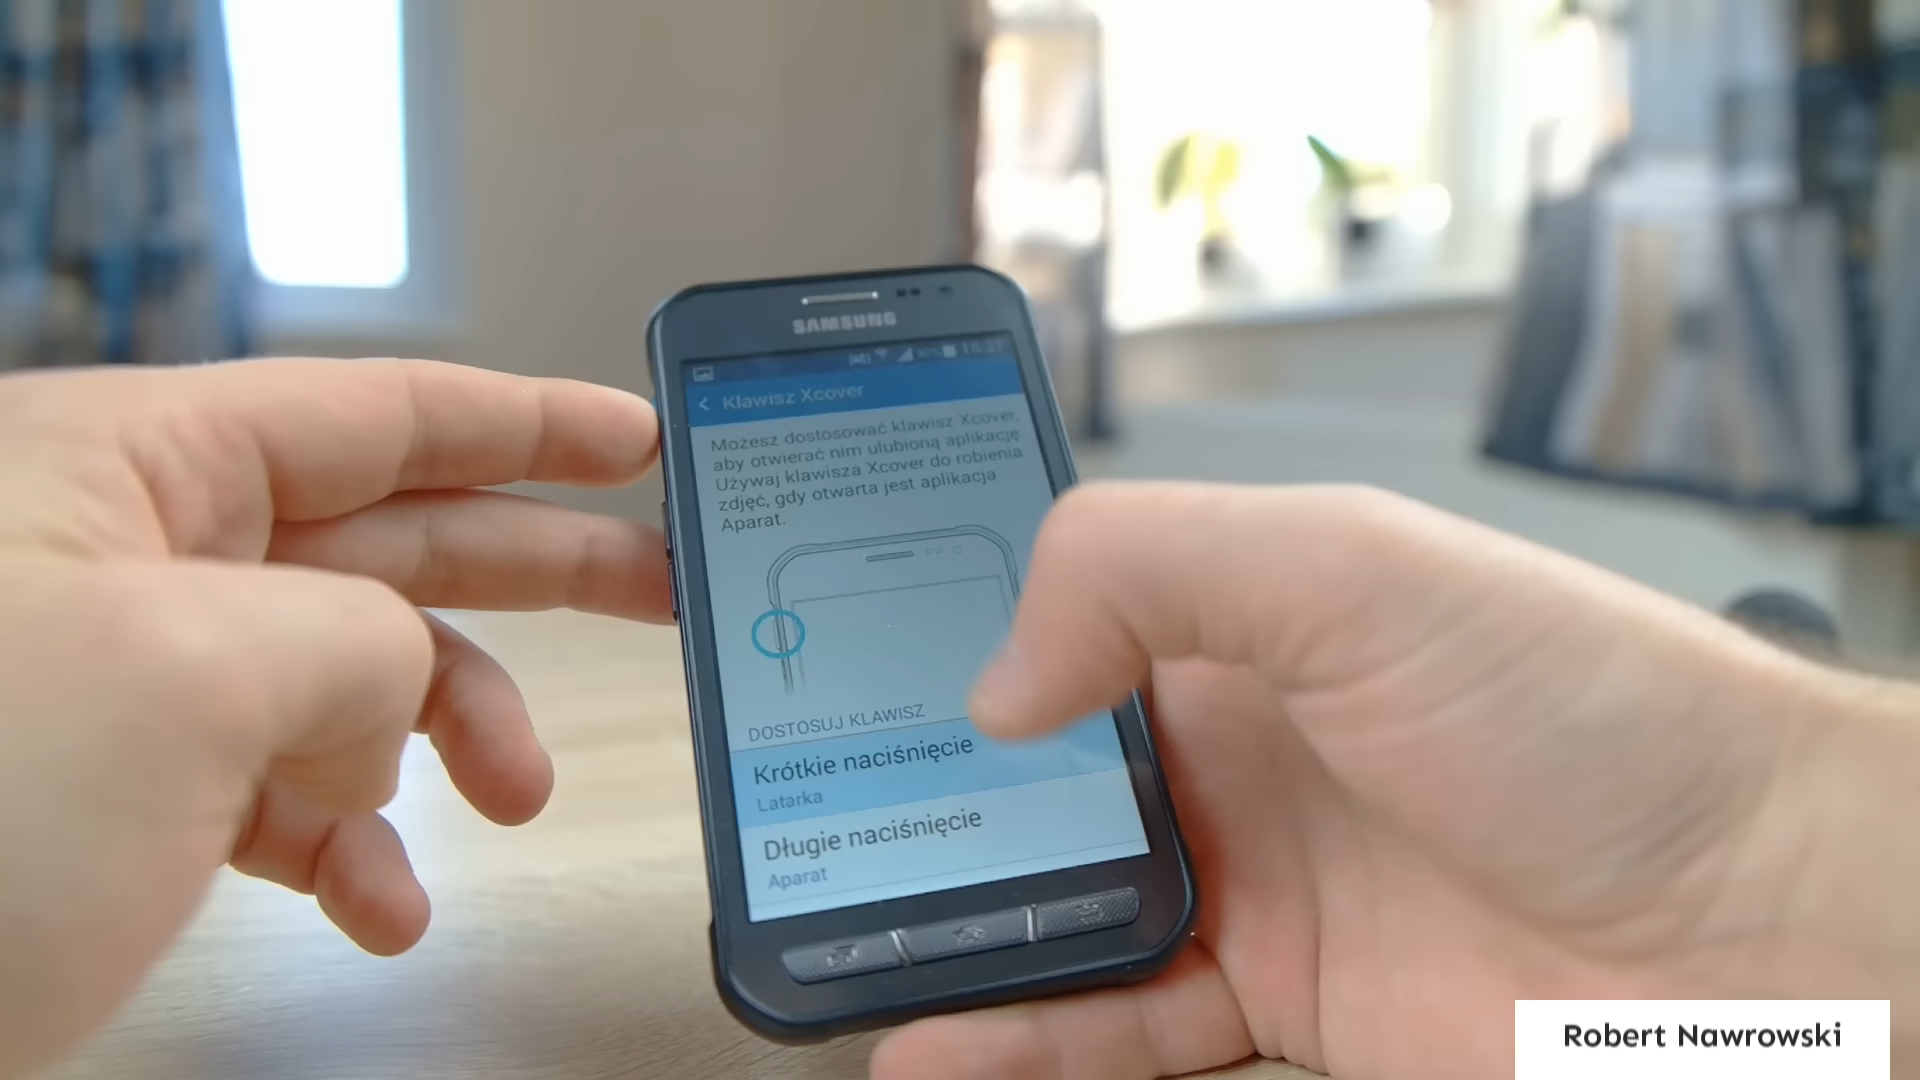 SAMSUNG
Klawisz Xcover
Możesz dostosować klawisz Xcover,
aby otwierać nim ulubioną aplikację
Używaj klawisza Xcover do robienia
zdjęć, gdy otwarta jest aplikacja
Aparat.
DOSTOSUJ KLAWISZ
Krótkie naciśnięcie
Latarka
Długie naciśnięcie
Aparat
Robert Nawrowski